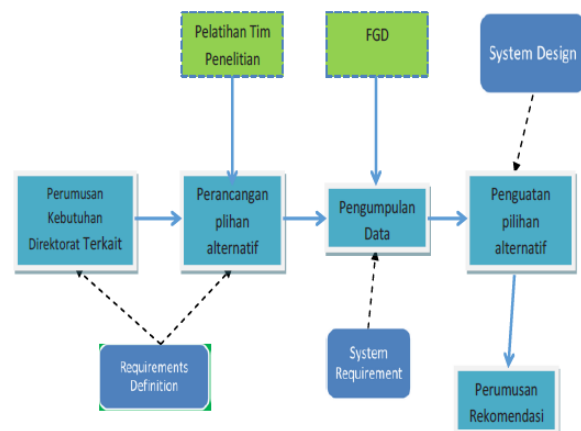 Pelatihan Tim
Penelitian
FGD
System Design
Perumusan
Kebutuhan
Direktorat Terkait
Perancangan
plihan
alternatif
Pengumpulan
Data
Penguatan
pilihan
alternatif
Requirements
Definition
System
Requirement
Perumusan
Rekomendasi